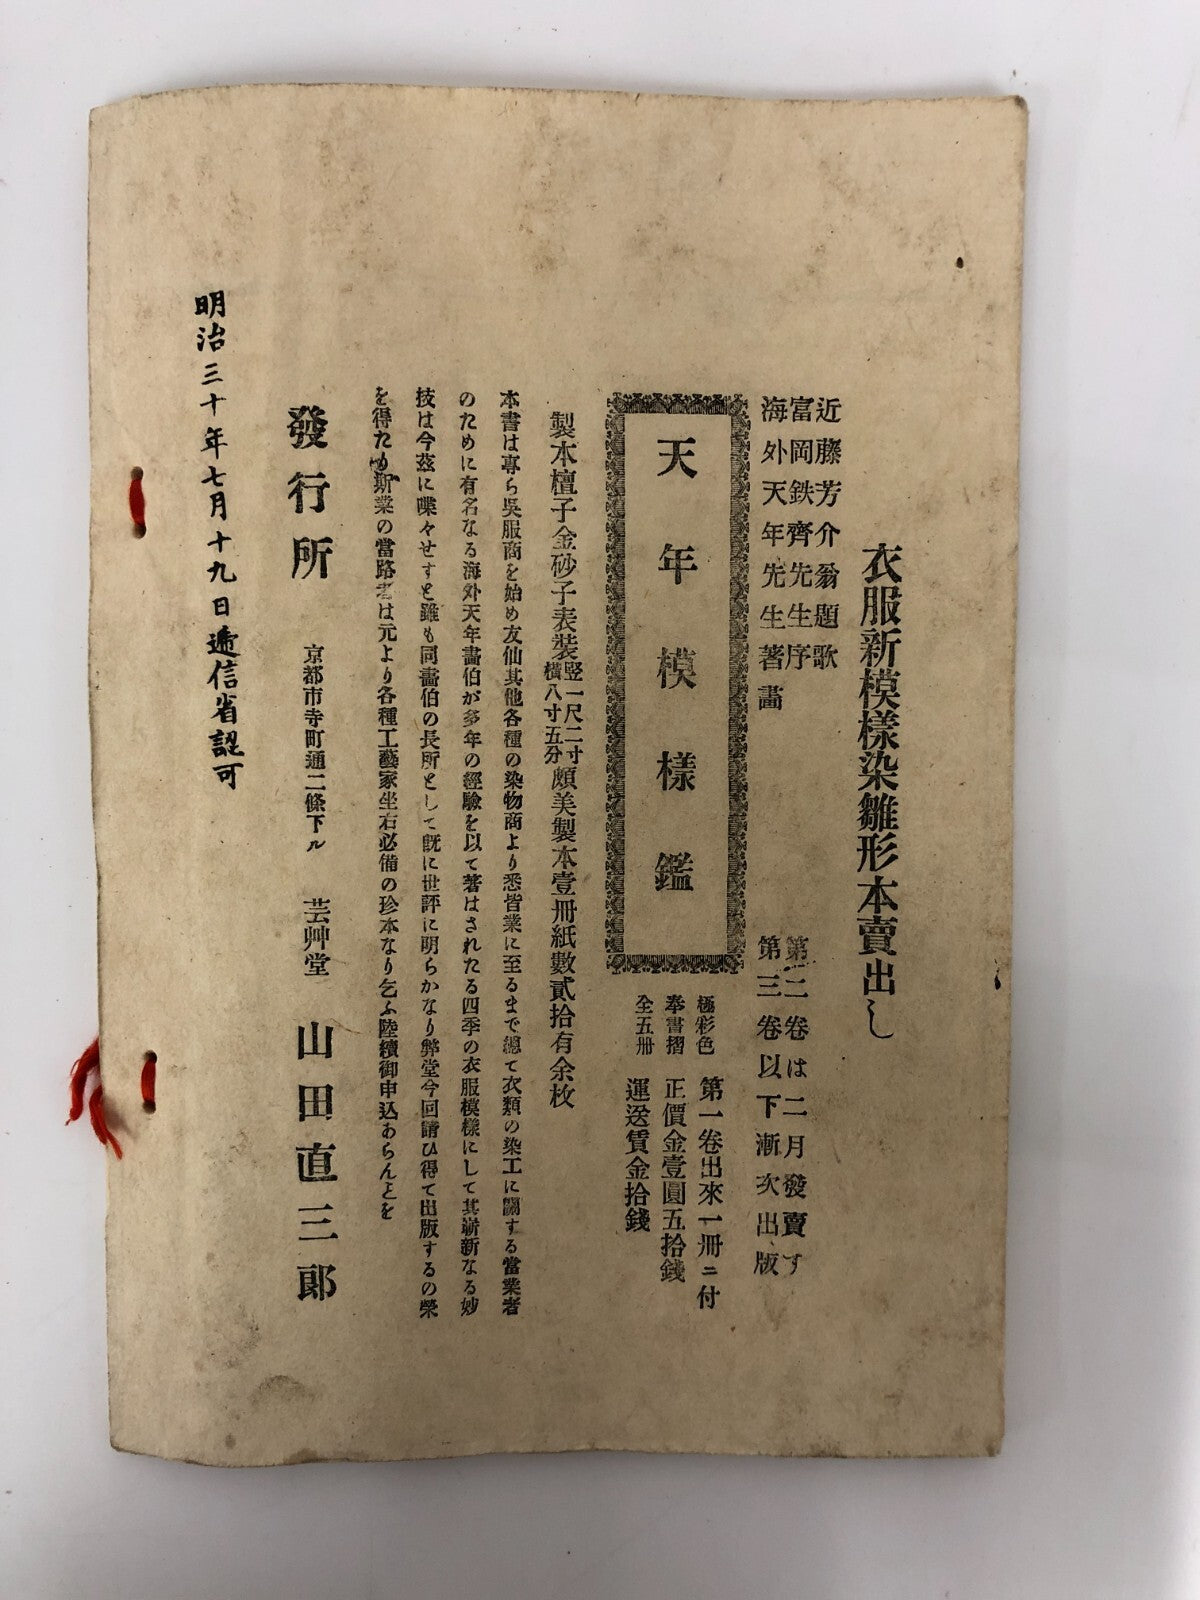 衣服新模樣染雛形本賣出し
近藤芳介翁題歌
富岡鉄齊先生序
海外天年先生著畵
第二卷は二月發賣す
第三卷以下漸次出版
天年模樣鑑
極彩色
奉書摺
全五册
第一卷出來一册ニ付
正價金壹圓五拾錢
運送賃金拾錢
製本檀子金砂子表裝竪一尺二寸横八寸五分頗美製本壹册紙數貳拾有余枚
本書は專ら吳服商を始め友仙其他各種の染物商より悉皆業に至るまで總て衣類の染工に關する當業者
のために有名なる海外天年畵伯が多年の經驗を以て著はされたる四季の衣服模樣にして其嶄新なる妙
技は今茲に喋々せすと雖も同畵伯の長所として旣に世評に明らかなり弊堂今回請ひ得て出版するの榮
を得たり斯業の當路者は元より各種工藝家坐右必備の珍本なり乞ふ陸續御申込あらんとを
發行所 京都市寺町通二條下ル 芸艸堂 山田直三郎
明治三十年七月十九日遞信省認可